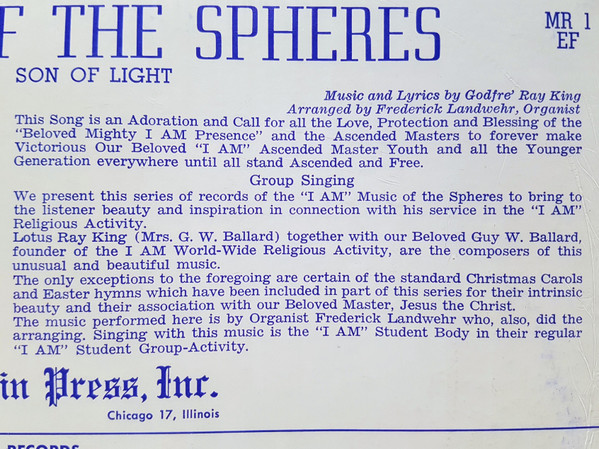 F THE SPHERES
MR 1
EF
SON OF LIGHT
Music and Lyrics by Godfre' Ray King
Arranged by Frederick Landwehr, Organist
This Song is an Adoration and Call for all the Love, Protection and Blessing of the
"Beloved Mighty I AM Presence" and the Ascended Masters to forever make
Victorious Our Beloved "I AM" Ascended Master Youth and all the Younger
Generation everywhere until all stand Ascended and Free.
Group Singing
We present this series of records of the "I AM" Music of the Spheres to bring to
the listener beauty and inspiration in connection with his service in the "I AM"
Religious Activity.
Lotus Ray King (Mrs. G. W. Ballard) together with our Beloved Guy W. Ballard,
founder of the I AM World-Wide Religious Activity, are the composers of this
unusual and beautiful music.
The only exceptions to the foregoing are certain of the standard Christmas Carols
and Easter hymns which have been included in part of this series for their intrinsic
beauty and their association with our Beloved Master, Jesus the Christ.
The music performed here is by Organist Frederick Landwehr who, also, did the
arranging. Singing with this music is the "I AM" Student Body in their regular
"I AM" Student Group-Activity.
in Press, Inc.
Chicago 17, Illinois
RECORDS